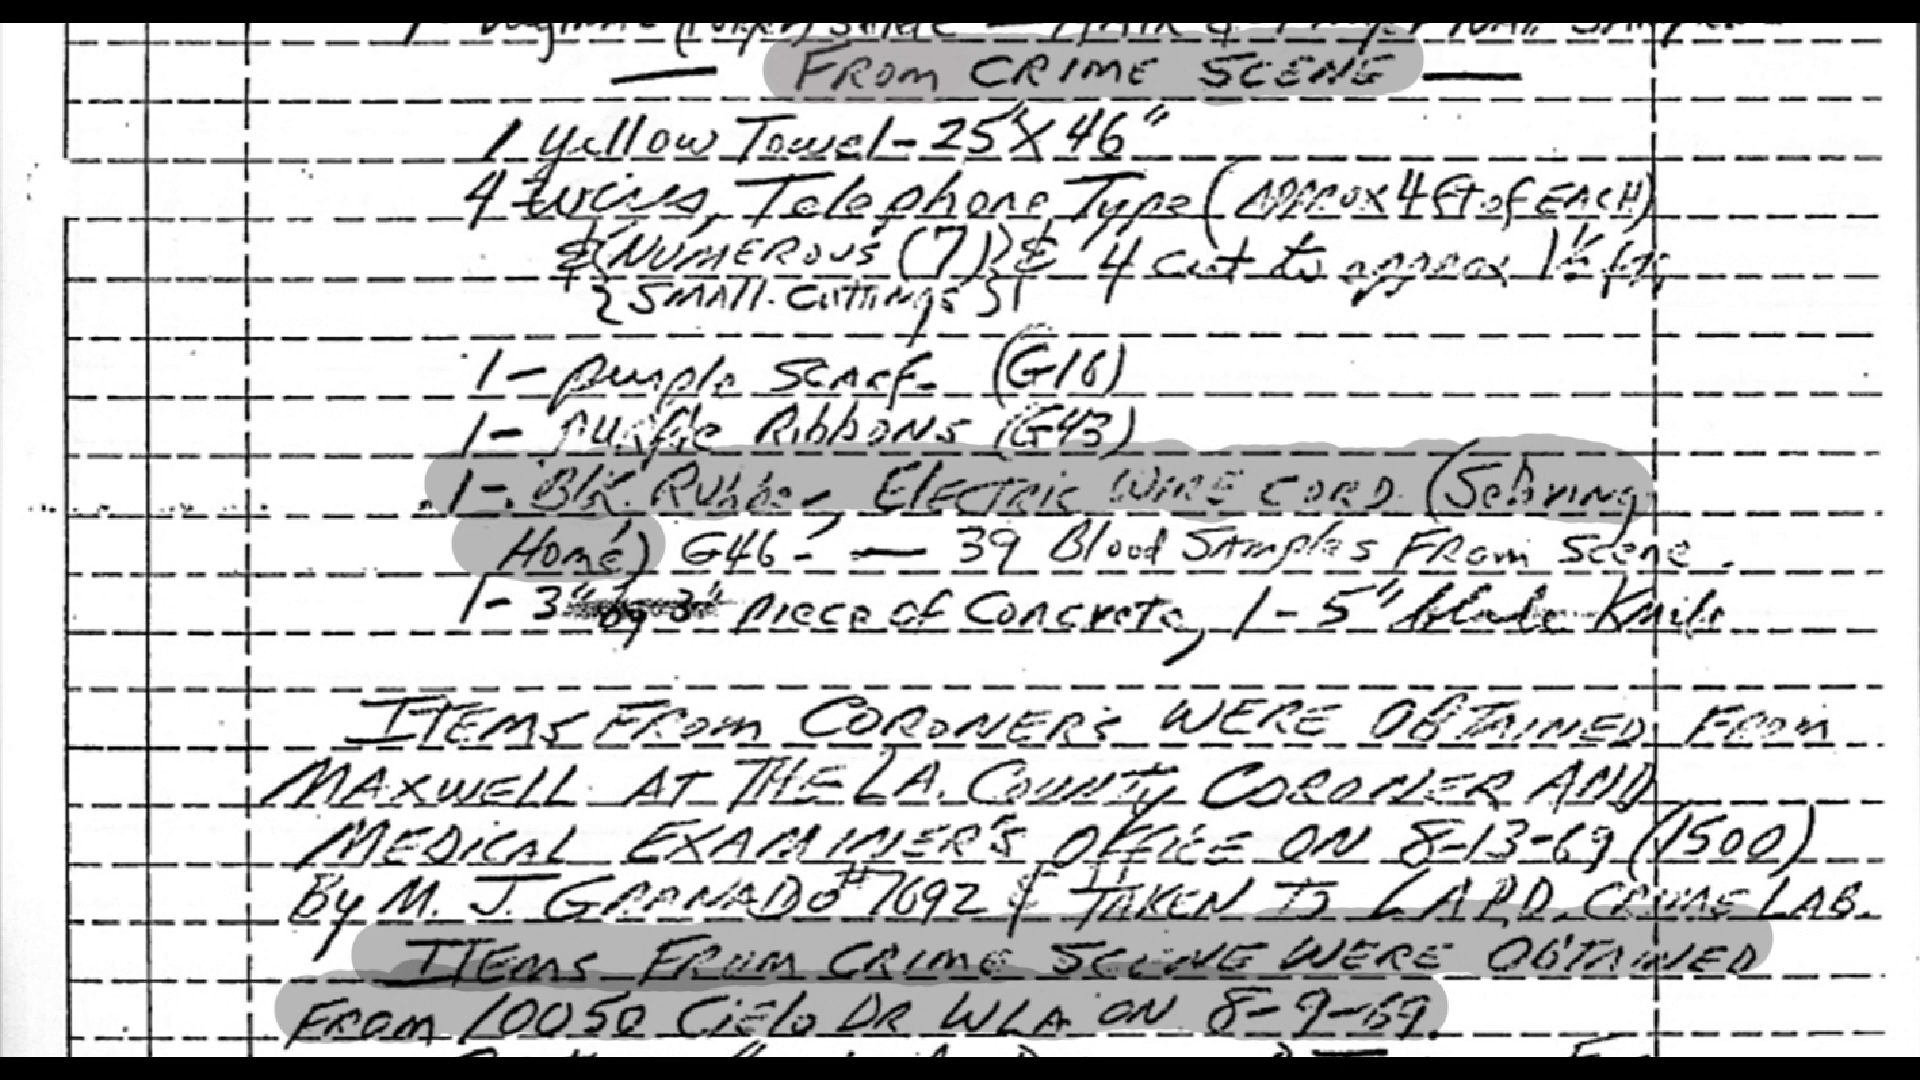 From CRIME SCENE
1 yellow Towel - 25" X 46"
4 wires, Telephone Type (APPROX 4 ft of EACH)
& {NUMEROUS (7)} & 4 cut to approx 1½ ft
{SMALL CUTTINGS}
1 - purple SCARF (G16)
1 - purple RibboNS (G43)
1 - Blk. Rubber ElECTRic WIRE CORD (Sebring
Home) G46 - — 39 Blood SAMples FRom Scene.
1 - 3" by 3" piece of Concrete, 1 - 5" blade Knife
ITEMS FROM CORONERS WERE OBTAINED FROM
MAXWELL AT THE L.A. COUNTY CORONER AND
MEDICAL EXAMINER'S OFFICE ON 8-13-69 (1500)
By M. J. GRANADO #7692 & TAKEN To L.A.P.D. CRIME LAB.
ITEMS FROM CRIME SCENE WERE OBTAINED
FROM 10050 CIELO DR WLA ON 8-9-69.